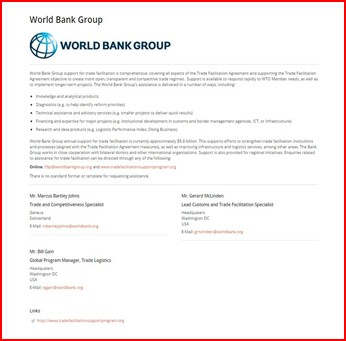 World Bank Group
WORLD BANK GROUP
World Bank Group support for trade facilitation is comprehensive, covering all aspects of the Trade Facilitation Agreement and supporting the Trade Facilitation
Agreement objective to create more open, transparent and competitive trade regimes. Support is available to respond rapidly to WTO Member needs, as well as
to implement longer-term projects. The World Bank Group's assistance is delivered in a number of ways, including:
• Knowledge and analytical products
• Diagnostics (e.g. to help identify reform priorities)
• Technical assistance and advisory services (e.g. smaller projects to deliver quick results)
• Financing and expertise for major projects (e.g. institutional development in customs and border management agencies, ICT, or infrastructure)
• Research and data products (e.g. Logistics Performance Index, Doing Business)
World Bank Group annual support for trade facilitation is currently approximately $5.8 billion. This supports efforts to strengthen trade facilitation institutions
and processes (aligned with the Trade Facilitation Agreement measures), as well as improving infrastructure and logistics services, among other areas. The Bank
Group works in close cooperation with bilateral donors and other international organizations. Support is also provided for regional initiatives. Enquiries related
to assistance for trade facilitation can be directed through any of the following:
Online: tfsp@worldbankgroup.org and www.tradefacilitationsupportprogram.org
There is no standard format or template for requesting assistance.
Mr. Marcus Bartley Johns
Trade and Competitiveness Specialist
Geneva
Switzerland
E-Mail: mbartleyjohns@worldbank.org
Mr. Gerard McLinden
Lead Customs and Trade Facilitation Specialist
Headquaters
Washington DC
USA
E-Mail: gmclinden@worldbank.org
Mr. Bill Gain
Global Program Manager, Trade Logistics
Headquaters
Washington DC
USA
E-Mail: wgain@worldbank.org
Links
http://www.tradefacilitationsupportprogram.org